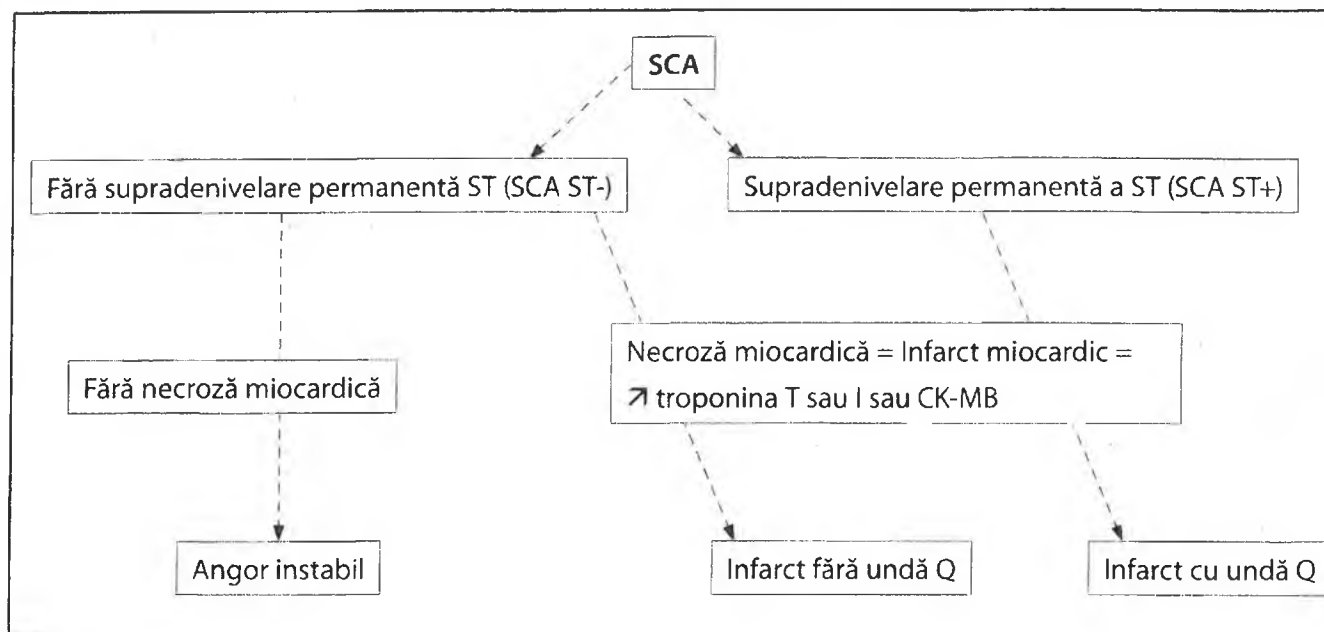 SCA
Fără supradenivelare permanentă ST (SCA ST-)
Supradenivelare permanentă a ST (SCA ST+)
Fără necroză miocardică
Necroză miocardică = Infarct miocardic =
↗ troponina T sau I sau CK-MB
Angor instabil
Infarct fără undă Q
Infarct cu undă Q